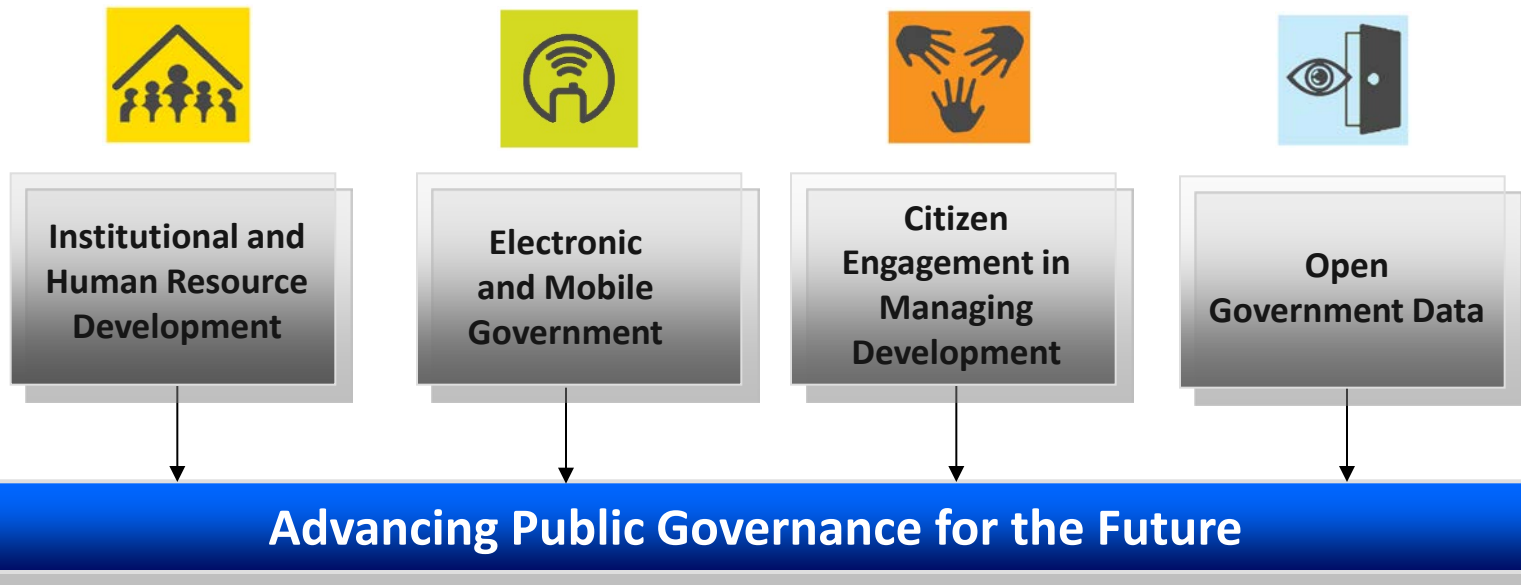 Institutional and
Human Resource
Development
Electronic
and Mobile
Government
Citizen
Engagement in
Managing
Development
Open
Government Data
Advancing Public Governance for the Future